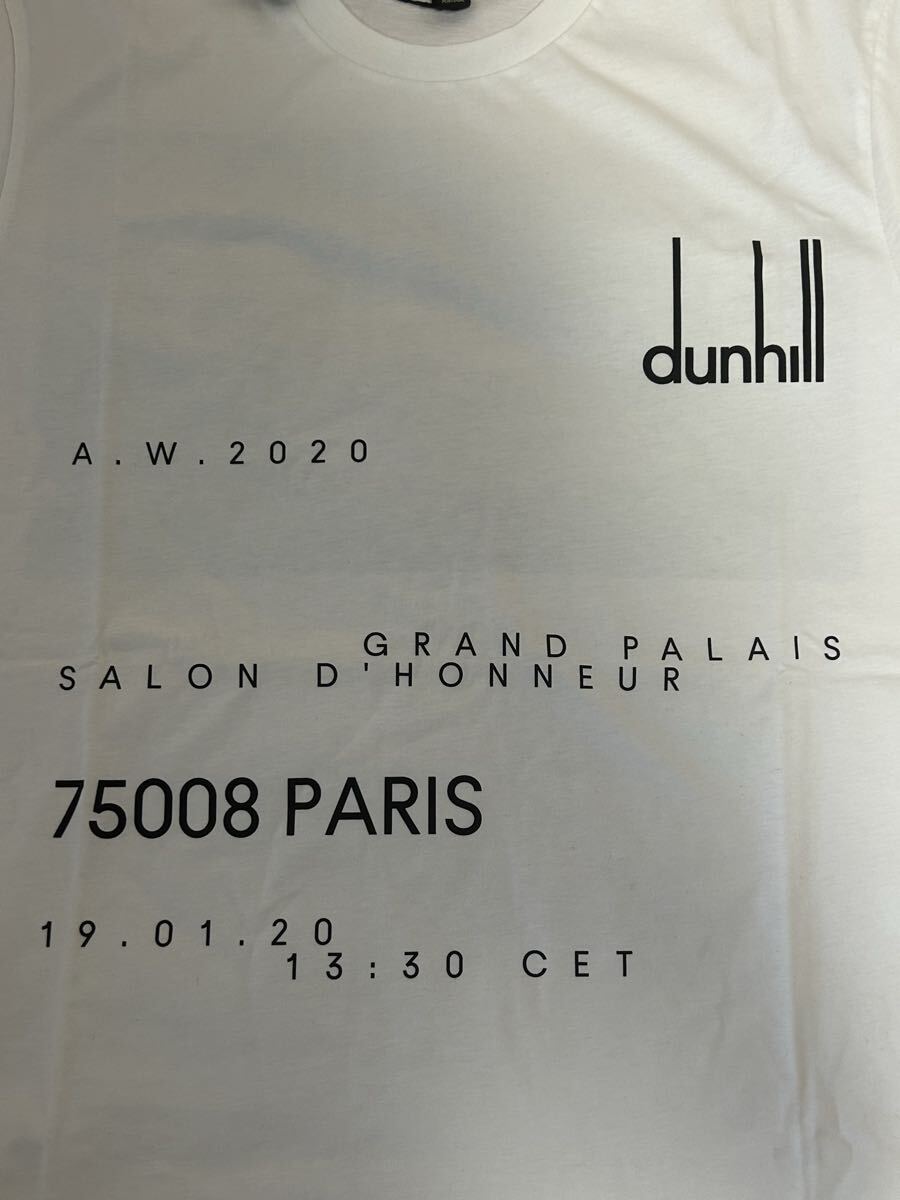 dunhill
A.W.2020
GRAND PALAIS
SALON D'HONNEUR
75008 PARIS
19.01.20
13:30 CET